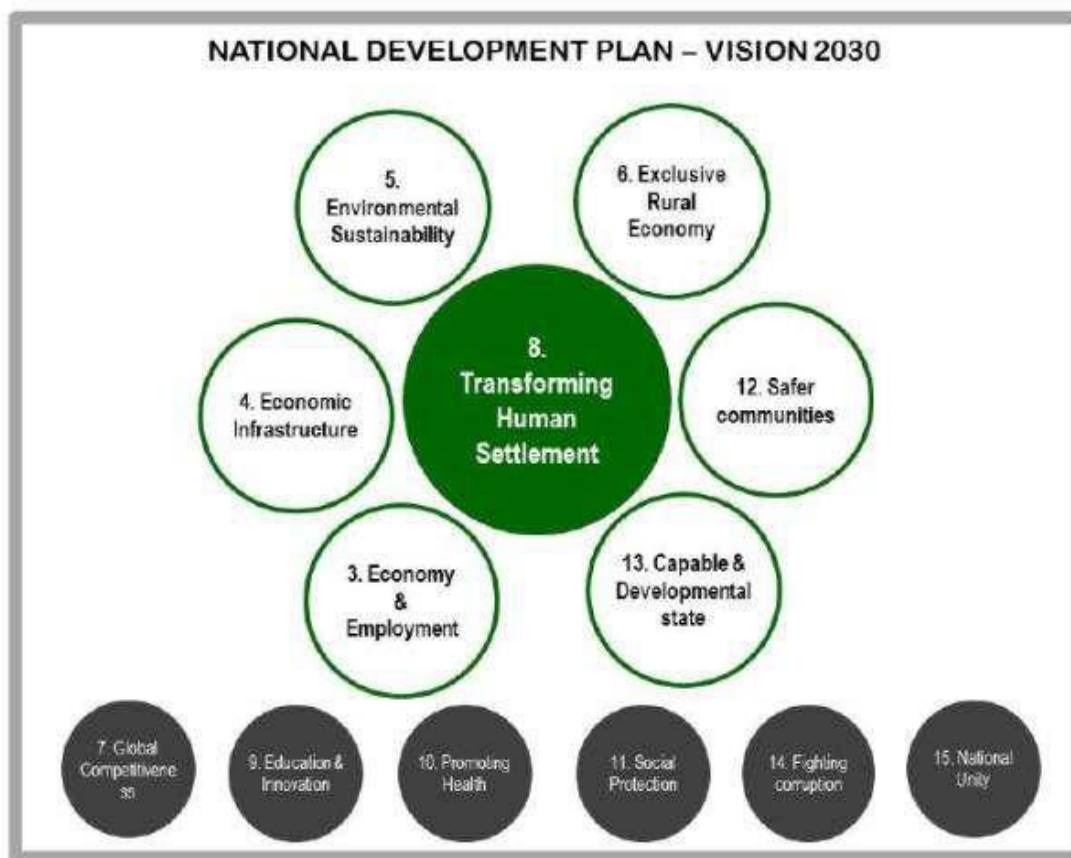 NATIONAL DEVELOPMENT PLAN – VISION 2030
5.
Environmental
Sustainability
6. Exclusive
Rural
Economy
4. Economic
Infrastructure
8.
Transforming
Human
Settlement
12. Safer
communities
3. Economy
&
Employment
13. Capable &
Developmental
state
7. Global
Competitivene
ss
9. Education &
Innovation
10. Promoting
Health
11. Social
Protection
14. Fighting
corruption
15. National
Unity